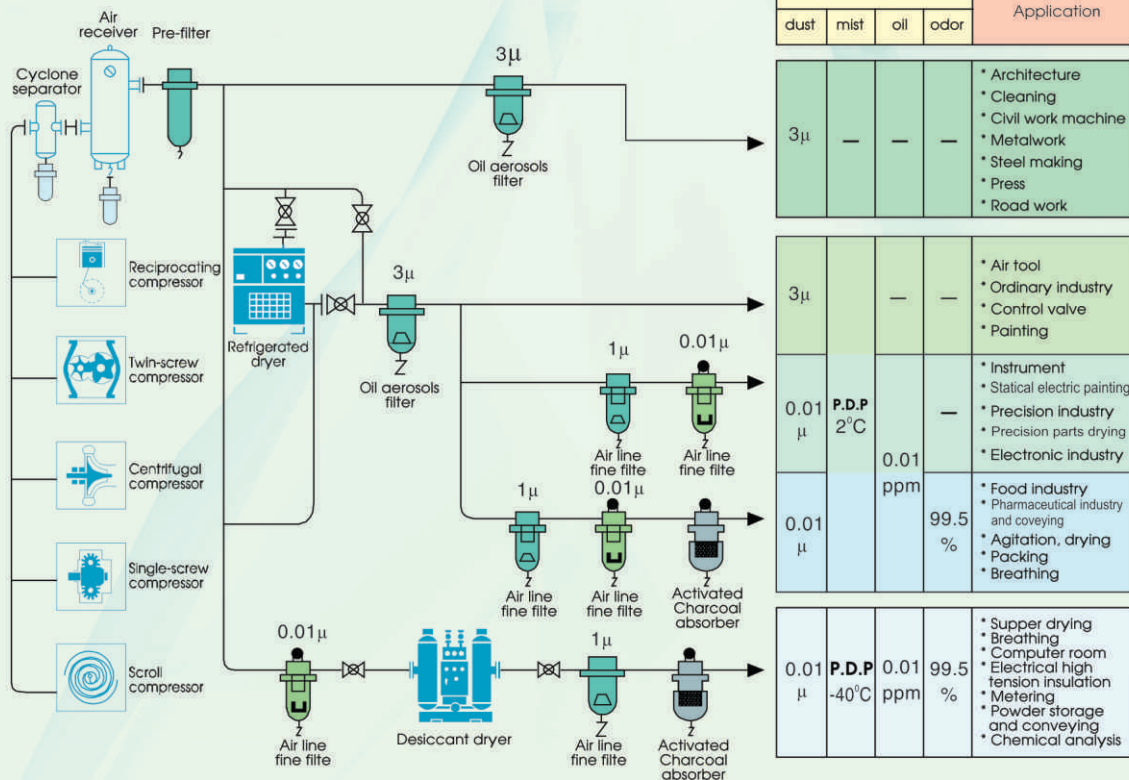 Air
receiver
Pre-filter
Cyclone
separator
3μ
Oil aerosols
filter
Reciprocating
compressor
Twin-screw
compressor
Centrifugal
compressor
Single-screw
compressor
Scroll
compressor
Refrigerated
dryer
3μ
Oil aerosols
filter
1μ
Air line
fine filte
0.01μ
Air line
fine filte
1μ
Air line
fine filte
0.01μ
Air line
fine filte
Activated
Charcoal
absorber
0.01μ
Air line
fine filte
Desiccant dryer
1μ
Air line
fine filte
Activated
Charcoal
absorber
dust
mist
oil
odor
Application
3μ
—
—
—
* Architecture
* Cleaning
* Civil work machine
* Metalwork
* Steel making
* Press
* Road work
3μ
—
—
* Air tool
* Ordinary industry
* Control valve
* Painting
0.01
μ
P.D.P
2°C
0.01
ppm
—
* Instrument
* Statical electric painting
* Precision industry
* Precision parts drying
* Electronic industry
0.01
μ
99.5
%
* Food industry
* Pharmaceutical industry
and coveying
* Agitation, drying
* Packing
* Breathing
0.01
μ
P.D.P
-40°C
0.01
ppm
99.5
%
* Supper drying
* Breathing
* Computer room
* Electrical high
tension insulation
* Metering
* Powder storage
and conveying
* Chemical analysis